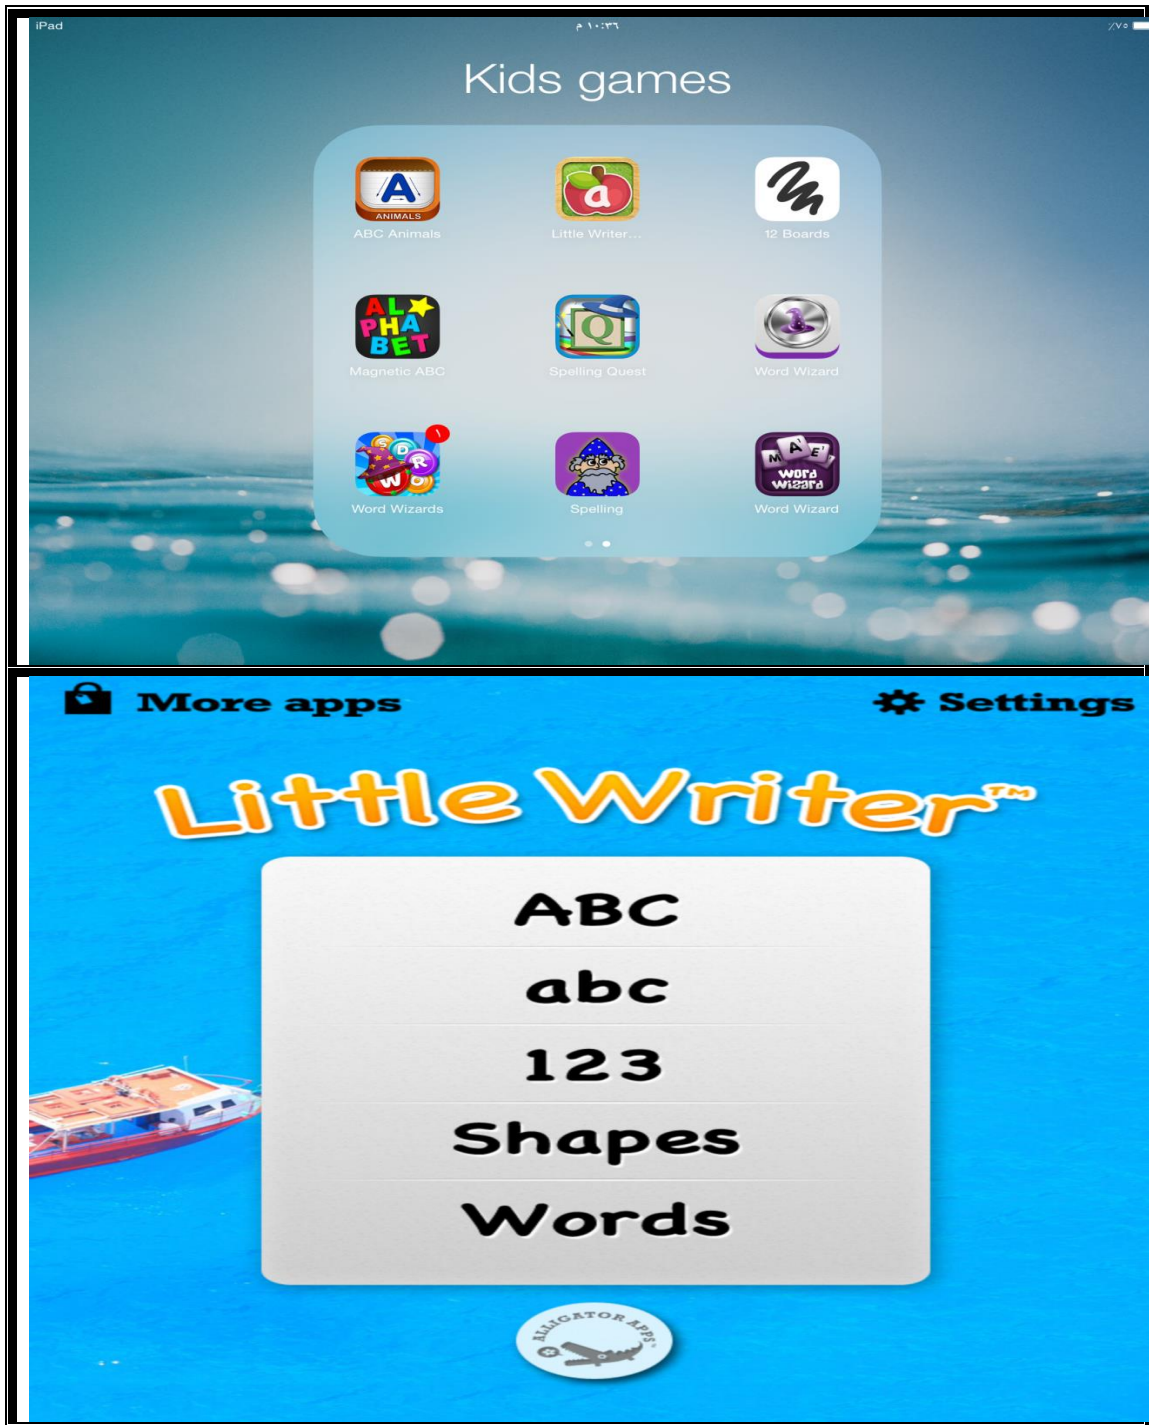 iPad ١٠:٣٦ م ٪٧٥
Kids games
A
ANIMALS
a
ABC Animals Little Writer... 12 Boards
ALPHABET
Q
Magnetic ABC Spelling Quest Word Wizard
١
S D R W O
M A E
WORD WIZARD
Word Wizards Spelling Word Wizard
More apps Settings
Little Writer™
ABC
abc
123
Shapes
Words
ALLIGATOR APPS™